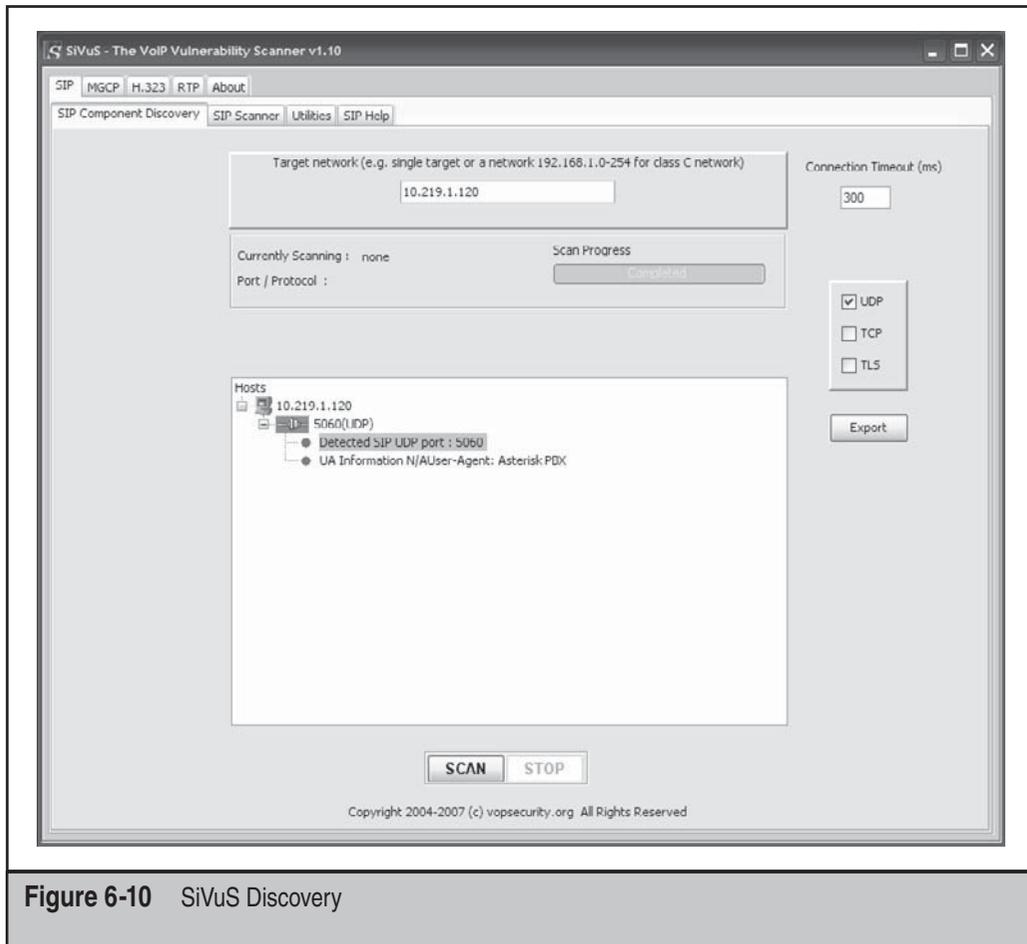 SiVuS - The VoIP Vulnerability Scanner v1.10
SIP MGCP H.323 RTP About
SIP Component Discovery SIP Scanner Utilities SIP Help
Target network (e.g. single target or a network 192.168.1.0-254 for class C network)
10.219.1.120
Connection Timeout (ms)
300
Currently Scanning : none
Port / Protocol :
Scan Progress
Completed
UDP
TCP
TLS
Export
Hosts
10.219.1.120
5060(UDP)
Detected SIP UDP port : 5060
UA Information N/AUser-Agent: Asterisk PBX
SCAN STOP
Copyright 2004-2007 (c) vopsecurity.org All Rights Reserved
Figure 6-10 SiVuS Discovery